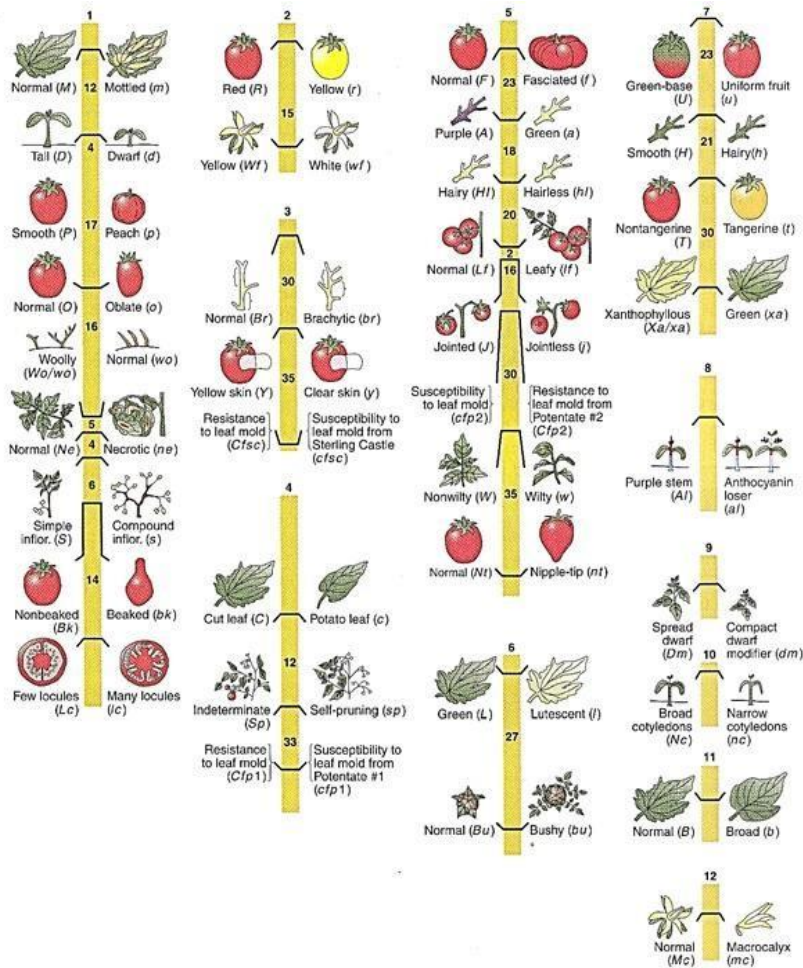 1
Normal (M) Mottled (m)
12
Tall (D) Dwarf (d)
4
Smooth (P) Peach (p)
17
Normal (O) Oblate (o)
16
Woolly
(Wo/wo)
Normal (wo)
5
Normal (Ne) Necrotic (ne)
4
6
Simple
inflor. (S)
Compound
inflor. (s)
14
Nonbeaked
(Bk)
Beaked (bk)
Few locules
(Lc)
Many locules
(lc)
2
Red (R) Yellow (r)
15
Yellow (Wf) White (wf)
3
30
Normal (Br) Brachytic (br)
Yellow skin (Y) Clear skin (y)
35
Resistance
to leaf mold
(Cfsc)
Susceptibility to
leaf mold from
Sterling Castle
(cfsc)
4
Cut leaf (C) Potato leaf (c)
12
Indeterminate
(Sp)
Self-pruning (sp)
33
Resistance
to leaf mold
(Cfp1)
Susceptibility to
leaf mold from
Potentate #1
(cfp1)
5
Normal (F) Fasciated (f)
23
Purple (A) Green (a)
18
Hairy (Hl) Hairless (hl)
20
Normal (Lf) Leafy (lf)
2
16
Jointed (J) Jointless (j)
30
Susceptibility
to leaf mold
(cfp2)
Resistance to
leaf mold from
Potentate #2
(Cfp2)
Nonwilty (W) Wilty (w)
35
Normal (Nt) Nipple-tip (nt)
6
Green (L) Lutescent (l)
27
Normal (Bu) Bushy (bu)
7
23
Green-base
(U)
Uniform fruit
(u)
21
Smooth (H) Hairy(h)
Nontangerine
(T)
Tangerine (t)
30
Xanthophyllous
(Xa/xa)
Green (xa)
8
Purple stem
(Al)
Anthocyanin
loser
(al)
9
Spread
dwarf
(Dm)
Compact
dwarf
modifier (dm)
10
Broad
cotyledons
(Nc)
Narrow
cotyledons
(nc)
11
Normal (B) Broad (b)
12
Normal
(Mc)
Macrocalyx
(mc)